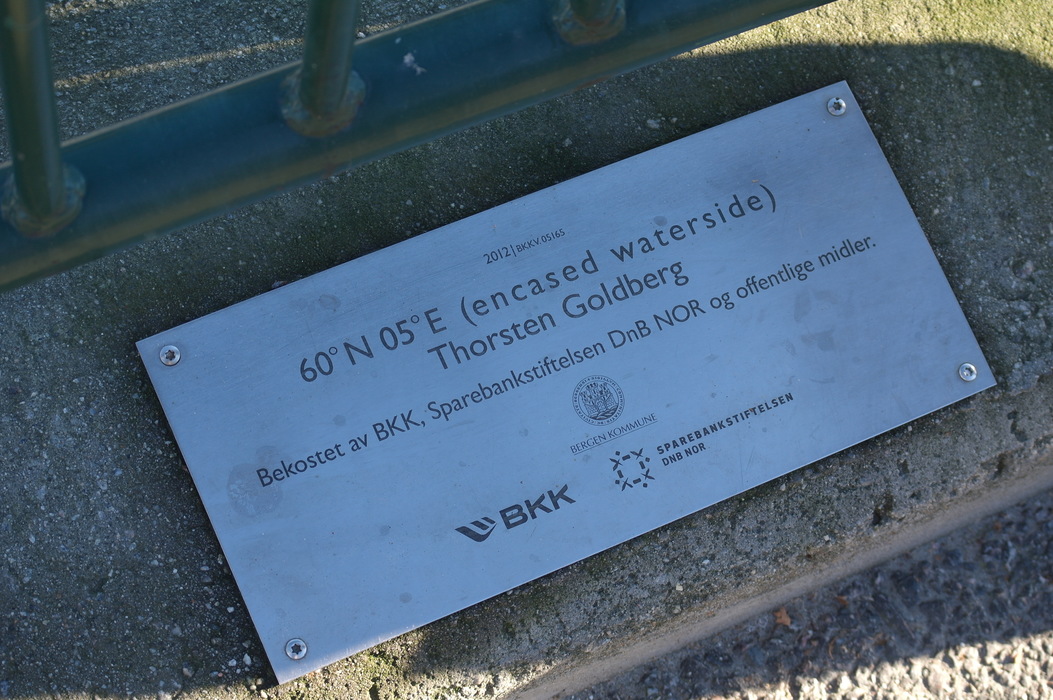 2012|BKKV.05165
60°N 05°E (encased waterside)
Thorsten Goldberg
Bekostet av BKK, Sparebankstiftelsen DnB NOR og offentlige midler.
BERGEN KOMMUNE
SPAREBANKSTIFTELSEN
DNB NOR
BKK